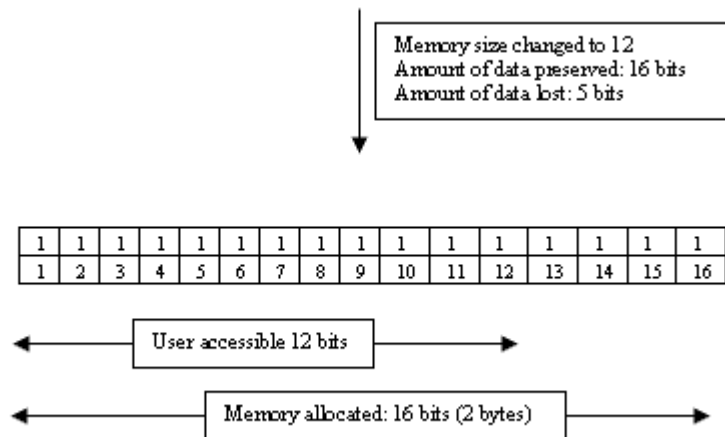 Memory size changed to 12
Amount of data preserved: 16 bits
Amount of data lost: 5 bits
1 1 1 1 1 1 1 1 1 1 1 1 1 1 1 1
1 2 3 4 5 6 7 8 9 10 11 12 13 14 15 16
User accessible 12 bits
Memory allocated: 16 bits (2 bytes)